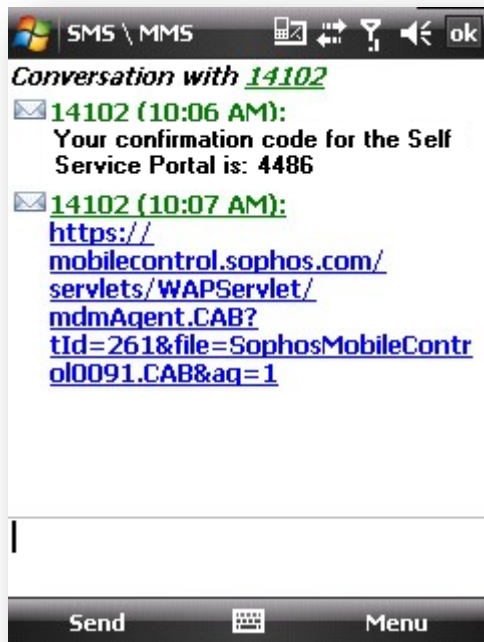 SMS \ MMS ok
Conversation with 14102
14102 (10:06 AM):
Your confirmation code for the Self
Service Portal is: 4486
14102 (10:07 AM):
https://
mobilecontrol.sophos.com/
servlets/WAPServlet/
mdmAgent.CAB?
tId=261&file=SophosMobileContr
ol0091.CAB&aq=1
Send Menu